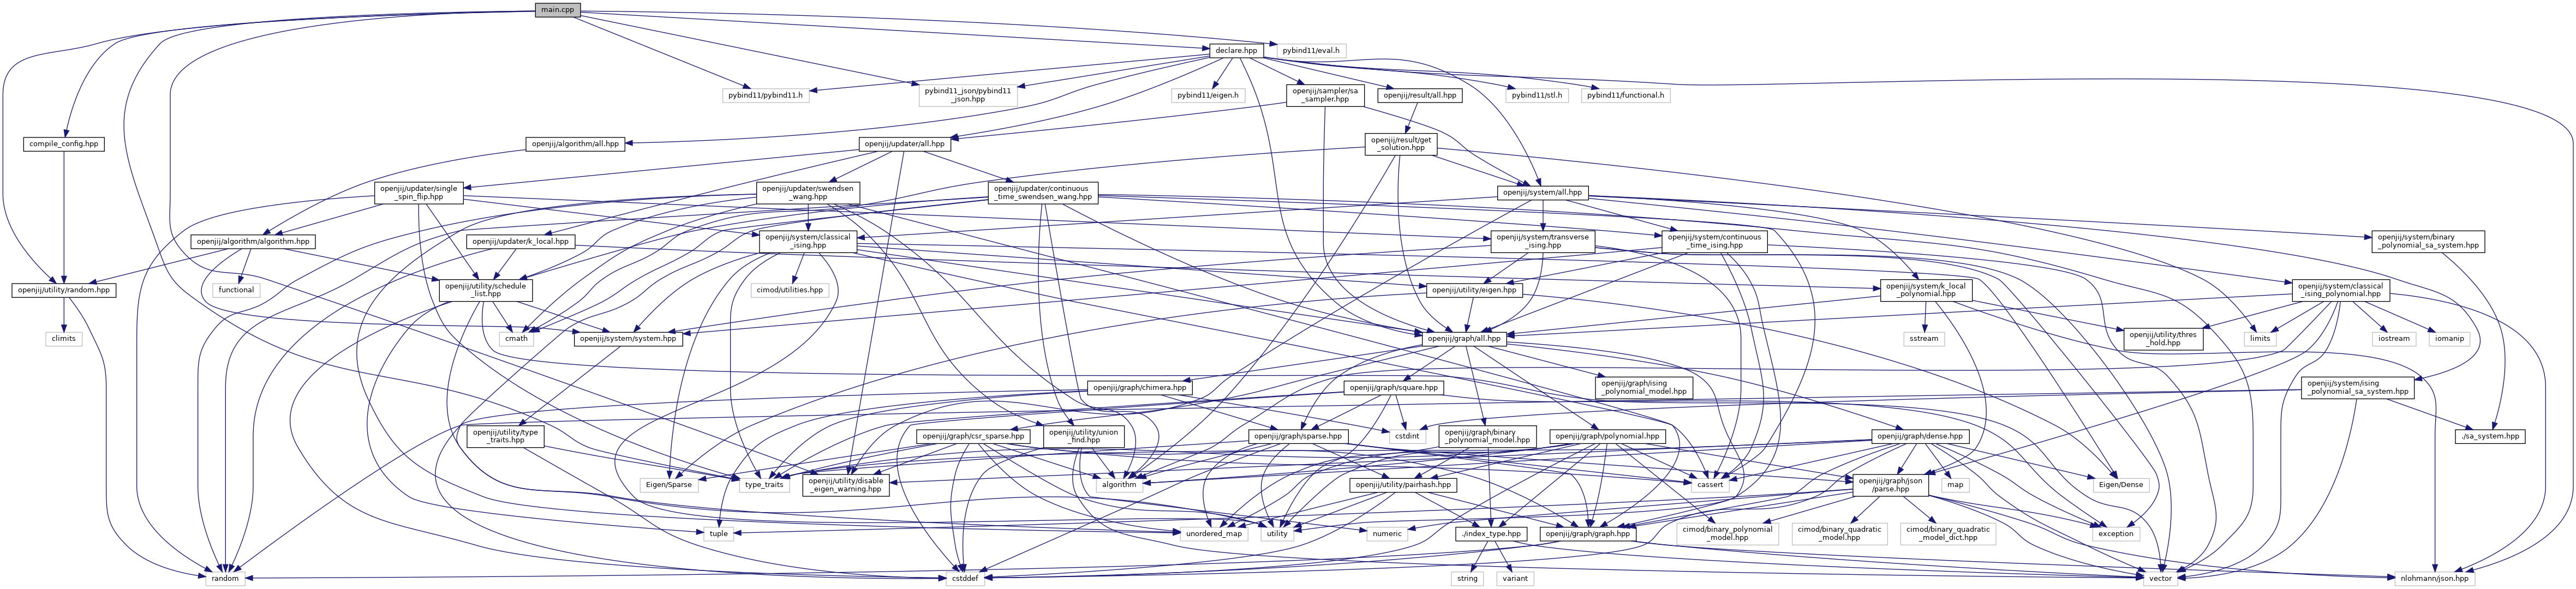 main.cpp
declare.hpp
pybind11/eval.h
pybind11/pybind11.h
pybind11_json/pybind11
_json.hpp
pybind11/eigen.h
openjij/sampler/sa
_sampler.hpp
openjij/result/all.hpp
pybind11/stl.h
pybind11/functional.h
compile_config.hpp
openjij/algorithm/all.hpp
openjij/updater/all.hpp
openjij/result/get
_solution.hpp
openjij/updater/single
_spin_flip.hpp
openjij/updater/swendsen
_wang.hpp
openjij/updater/continuous
_time_swendsen_wang.hpp
openjij/system/all.hpp
openjij/algorithm/algorithm.hpp
openjij/updater/k_local.hpp
openjij/system/classical
_ising.hpp
openjij/system/transverse
_ising.hpp
openjij/system/continuous
_time_ising.hpp
openjij/system/binary
_polynomial_sa_system.hpp
openjij/utility/random.hpp
functional
openjij/utility/schedule
_list.hpp
cimod/utilities.hpp
openjij/utility/eigen.hpp
openjij/system/k_local
_polynomial.hpp
openjij/system/classical
_ising_polynomial.hpp
climits
cmath
openjij/system/system.hpp
openjij/graph/all.hpp
sstream
openjij/utility/thres
_hold.hpp
limits
iostream
iomanip
openjij/graph/chimera.hpp
openjij/graph/square.hpp
openjij/graph/ising
_polynomial_model.hpp
openjij/system/ising
_polynomial_sa_system.hpp
openjij/utility/type
_traits.hpp
openjij/graph/csr_sparse.hpp
openjij/utility/union
_find.hpp
openjij/graph/sparse.hpp
cstdint
openjij/graph/binary
_polynomial_model.hpp
openjij/graph/polynomial.hpp
openjij/graph/dense.hpp
./sa_system.hpp
Eigen/Sparse
type_traits
openjij/utility/disable
_eigen_warning.hpp
algorithm
openjij/utility/pairhash.hpp
cassert
openjij/graph/json
/parse.hpp
map
Eigen/Dense
tuple
unordered_map
utility
numeric
./index_type.hpp
openjij/graph/graph.hpp
cimod/binary_polynomial
_model.hpp
cimod/binary_quadratic
_model.hpp
cimod/binary_quadratic
_model_dict.hpp
exception
random
cstddef
string
variant
vector
nlohmann/json.hpp